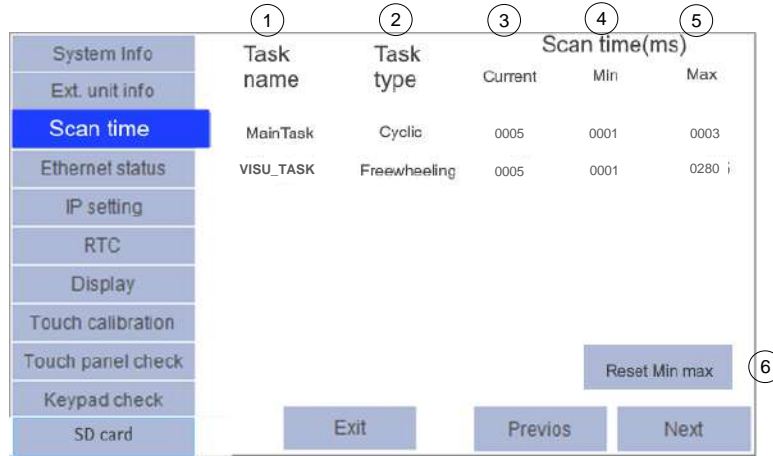 1 2 3 4 5
System Info
Ext. unit info
Scan time
Ethernet status
IP setting
RTC
Display
Touch calibration
Touch panel check
Keypad check
SD card
Task name Task type Scan time(ms)
Current Min Max
MainTask Cyclic 0005 0001 0003
VISU_TASK Freewheeling 0005 0001 0280
Reset Min max 6
Exit Previos Next